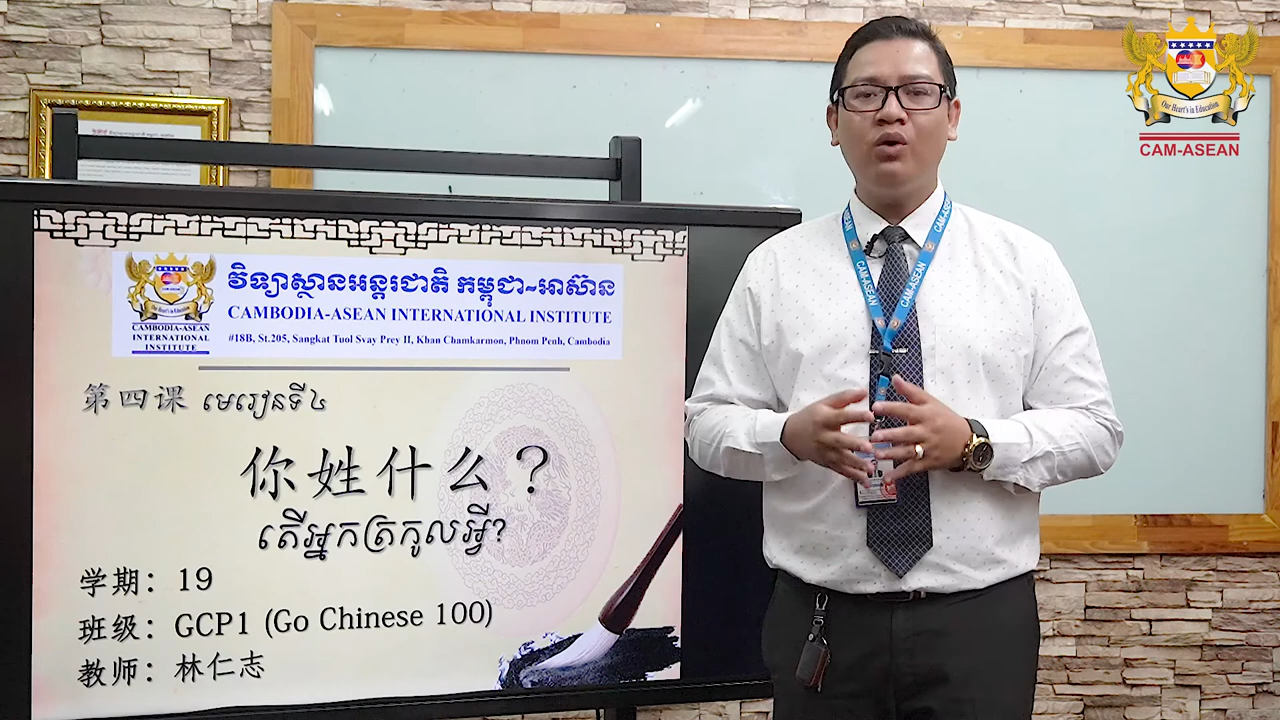 វិទ្យាស្ថានអន្តរជាតិ កម្ពុជា~អាស៊ាន
CAMBODIA-ASEAN INTERNATIONAL INSTITUTE
#18B, St.205, Sangkat Tuol Svay Prey II, Khan Chamkarmon, Phnom Penh, Cambodia
CAMBODIA-ASEAN
INTERNATIONAL
INSTITUTE
第四课 មេរៀនទី៤
你姓什么？
តើអ្នកត្រកូលអ្វី?
学期：19
班级：GCP1 (Go Chinese 100)
教师：林仁志
Our Heart's in Education
CAM-ASEAN
CAM-ASEAN
CAM-ASEAN